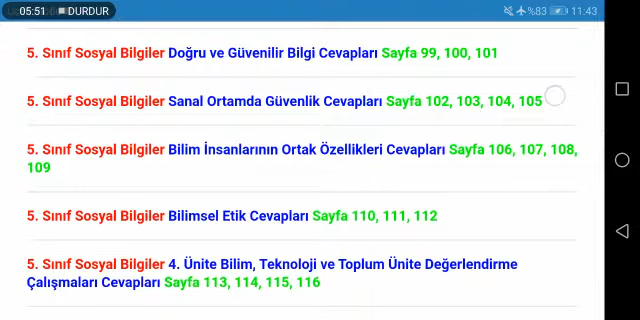 05:51 DURDUR
%83 11:43
5. Sınıf Sosyal Bilgiler Doğru ve Güvenilir Bilgi Cevapları Sayfa 99, 100, 101
5. Sınıf Sosyal Bilgiler Sanal Ortamda Güvenlik Cevapları Sayfa 102, 103, 104, 105
5. Sınıf Sosyal Bilgiler Bilim İnsanlarının Ortak Özellikleri Cevapları Sayfa 106, 107, 108,
109
5. Sınıf Sosyal Bilgiler Bilimsel Etik Cevapları Sayfa 110, 111, 112
5. Sınıf Sosyal Bilgiler 4. Ünite Bilim, Teknoloji ve Toplum Ünite Değerlendirme
Çalışmaları Cevapları Sayfa 113, 114, 115, 116